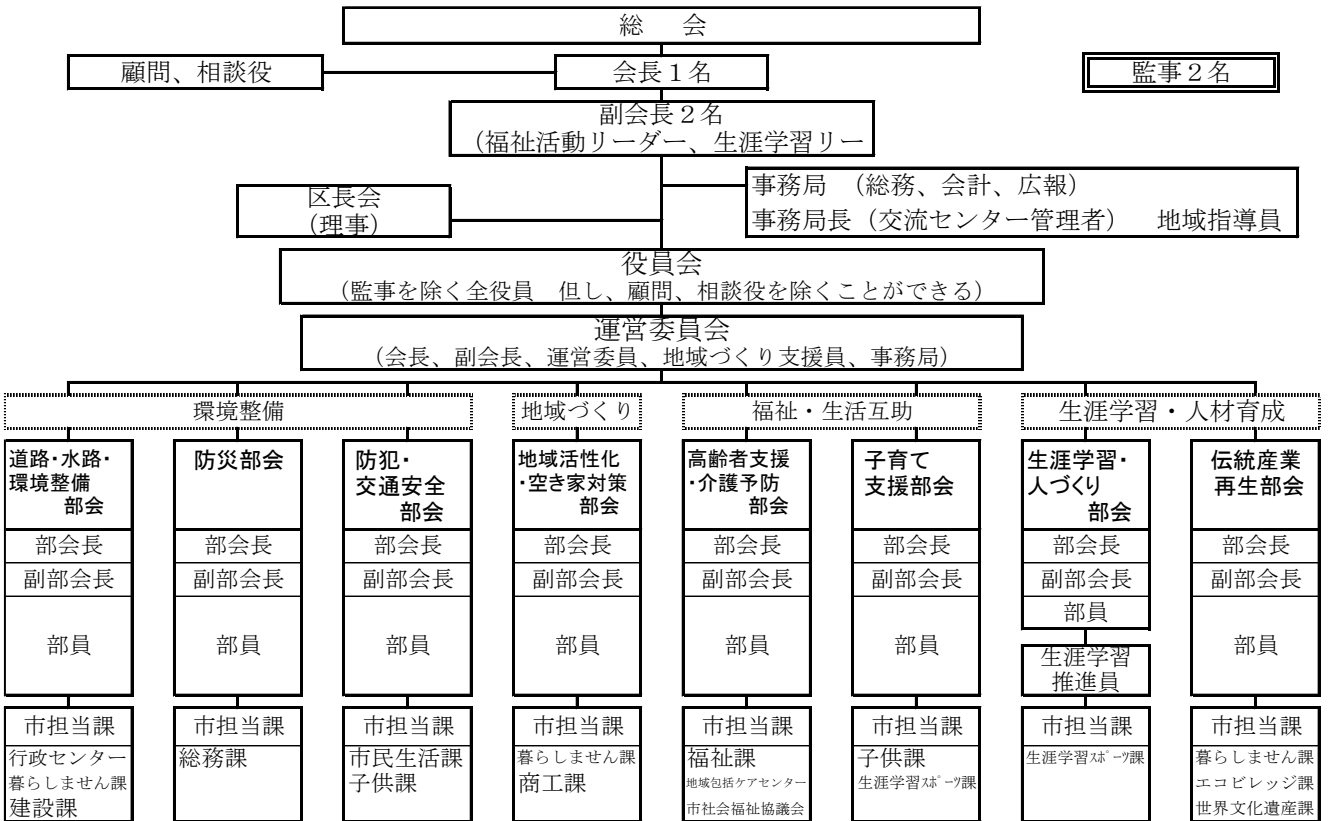 総　会
顧問、相談役
会長１名
監事２名
副会長２名
(福祉活動リーダー、生涯学習リー
事務局　（総務、会計、広報）
事務局長（交流センター管理者）　地域指導員
区長会
(理事)
役員会
(監事を除く全役員　但し、顧問、相談役を除くことができる)
運営委員会
(会長、副会長、運営委員、地域づくり支援員、事務局)
環境整備
地域づくり
福祉・生活互助
生涯学習・人材育成
道路・水路・
環境整備
部会
部会長
副部会長
部員
市担当課
行政センター
暮らしません課
建設課
防災部会
部会長
副部会長
部員
市担当課
総務課
防犯・
交通安全
部会
部会長
副部会長
部員
市担当課
市民生活課
子供課
地域活性化
・空き家対策
部会
部会長
副部会長
部員
市担当課
暮らしません課
商工課
高齢者支援
・介護予防
部会
部会長
副部会長
部員
市担当課
福祉課
地域包括ケアセンター
市社会福祉協議会
子育て
支援部会
部会長
副部会長
部員
市担当課
子供課
生涯学習ｽﾎﾟｰﾂ課
生涯学習・
人づくり
部会
部会長
副部会長
部員
生涯学習
推進員
市担当課
生涯学習ｽﾎﾟｰﾂ課
伝統産業
再生部会
部会長
副部会長
部員
市担当課
暮らしません課
エコビレッジ課
世界文化遺産課